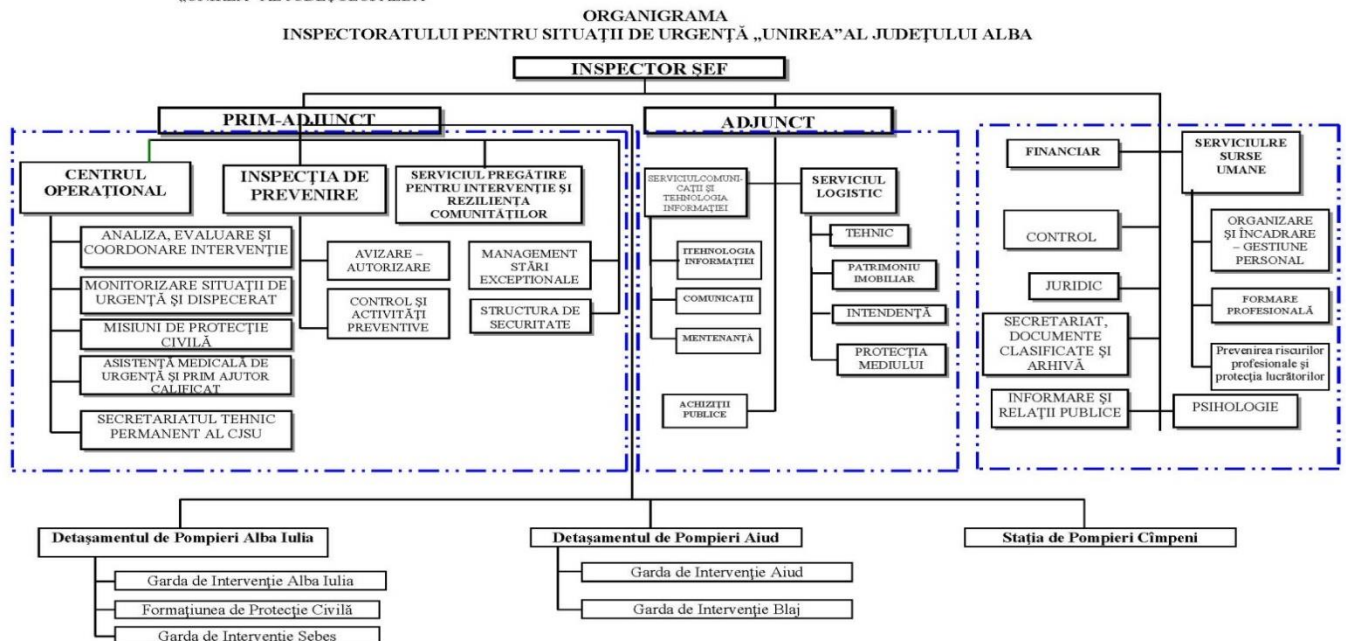 ORGANIGRAMA
INSPECTORATULUI PENTRU SITUAŢII DE URGENŢĂ „UNIREA”AL JUDEŢULUI ALBA
INSPECTOR ŞEF
PRIM-ADJUNCT
CENTRUL
OPERAŢIONAL
ANALIZA, EVALUARE ŞI
COORDONARE INTERVENŢIE
MONITORIZARE SITUAŢII DE
URGENŢĂ ŞI DISPECERAT
MISIUNI DE PROTECŢIE
CIVILĂ
ASISTENŢĂ MEDICALĂ DE
URGENŢĂ ŞI PRIM AJUTOR
CALIFICAT
SECRETARIATUL TEHNIC
PERMANENT AL CJSU
INSPECŢIA DE
PREVENIRE
AVIZARE –
AUTORIZARE
CONTROL ŞI
ACTIVITĂŢI
PREVENTIVE
SERVICIUL PREGĂTIRE
PENTRU INTERVENŢIE ŞI
REZILIENŢA
COMUNITĂŢILOR
MANAGEMENT
STĂRI
EXCEPTIONALE
STRUCTURA DE
SECURITATE
ADJUNCT
SERVICIULCOMUNI-
CAŢII ŞI
TEHNOLOGIA
INFORMAŢIEI
ITEHNOLOGIA
INFORMAŢIEI
COMUNICAŢII
MENTENANŢĂ
ACHIZIŢII
PUBLICE
SERVICIUL
LOGISTIC
TEHNIC
PATRIMONIU
IMOBILIAR
INTENDENŢĂ
PROTECŢIA
MEDIULUI
FINANCIAR
CONTROL
JURIDIC
SECRETARIAT,
DOCUMENTE
CLASIFICATE ŞI
ARHIVĂ
INFORMARE ŞI
RELAŢII PUBLICE
SERVICIULRE
SURSE
UMANE
ORGANIZARE
ŞI ÎNCADRARE
– GESTIUNE
PERSONAL
FORMARE
PROFESIONALĂ
Prevenirea riscurilor
profesionale şi
protecţia lucrătorilor
PSIHOLOGIE
Detaşamentul de Pompieri Alba Iulia
Garda de Intervenţie Alba Iulia
Formaţiunea de Protecţie Civilă
Garda de Intervenţie Sebeş
Detaşamentul de Pompieri Aiud
Garda de Intervenţie Aiud
Garda de Intervenţie Blaj
Staţia de Pompieri Cîmpeni